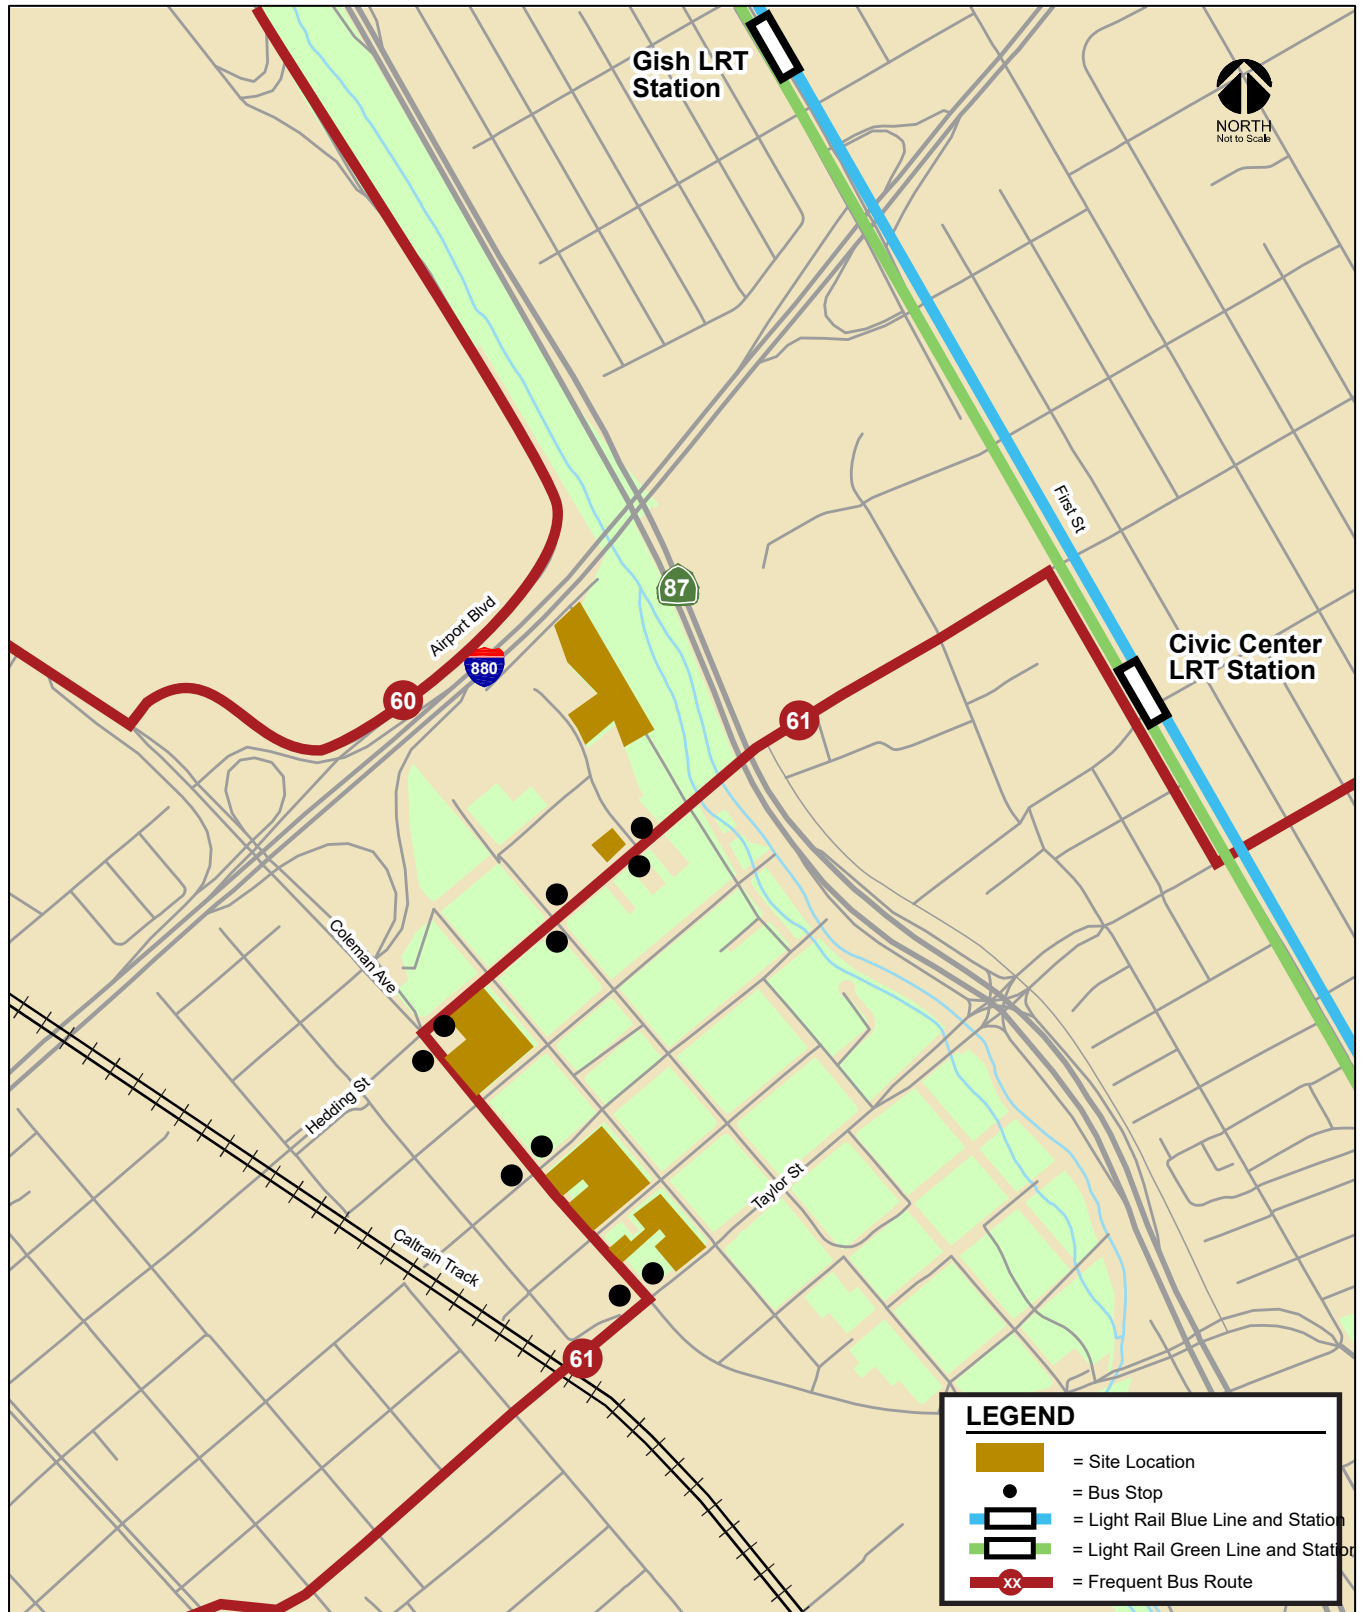 Gish LRT
Station
NORTH
Not to Scale
First St
87
Airport Blvd
880
60
Civic Center
LRT Station
61
Coleman Ave
Hedding St
Taylor St
Caltrain Track
61
LEGEND
= Site Location
= Bus Stop
= Light Rail Blue Line and Station
= Light Rail Green Line and Station
XX
= Frequent Bus Route